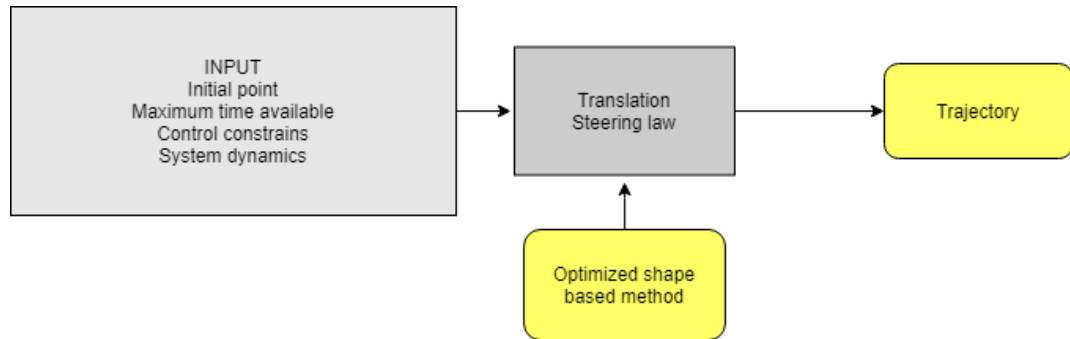 INPUT
Initial point
Maximum time available
Control constrains
System dynamics
Translation
Steering law
Trajectory
Optimized shape
based method